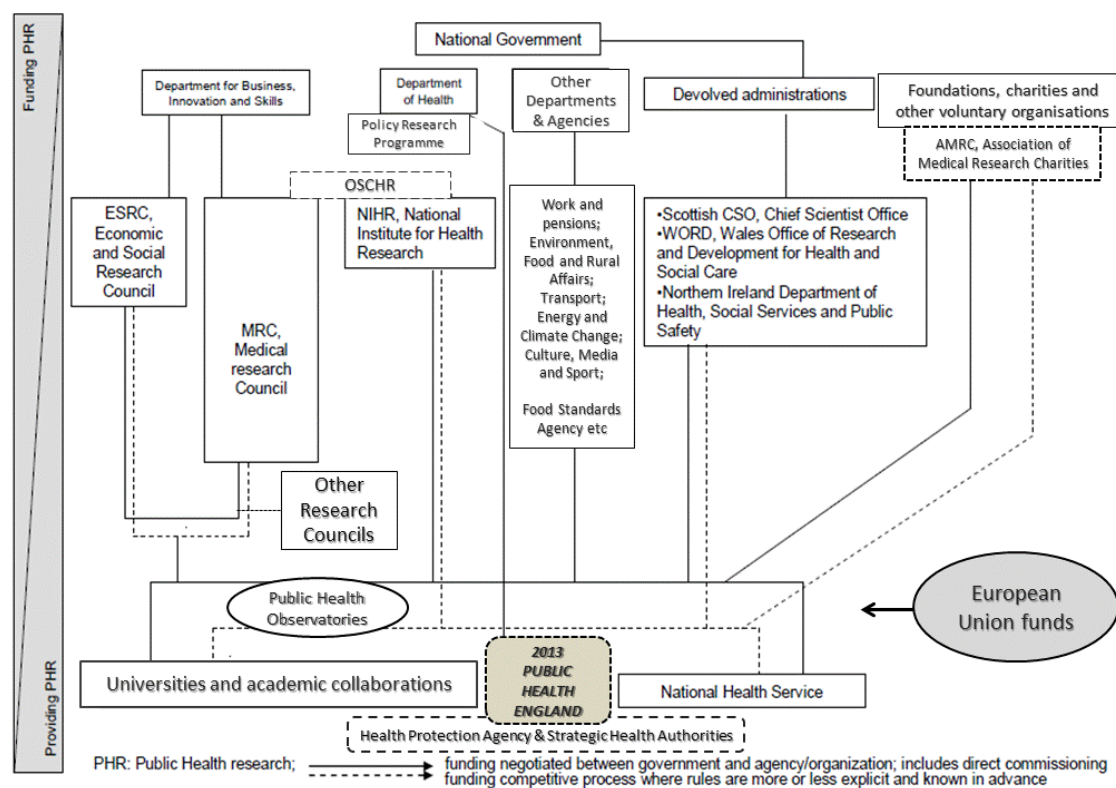 Funding PHR
National Government
Department for Business,
Innovation and Skills
Department
of Health
Policy Research
Programme
Other
Departments
& Agencies
Devolved administrations
Foundations, charities and
other voluntary organisations
AMRC, Association of
Medical Research Charities
OSCHR
ESRC,
Economic
and Social
Research
Council
MRC,
Medical
research
Council
NIHR, National
Institute for Health
Research
Work and
pensions;
Environment,
Food and Rural
Affairs;
Transport;
Energy and
Climate Change;
Culture, Media
and Sport;
Food Standards
Agency etc
•Scottish CSO, Chief Scientist Office
•WORD, Wales Office of Research
and Development for Health and
Social Care
•Northern Ireland Department of
Health, Social Services and Public
Safety
Other
Research
Councils
Public Health
Observatories
European
Union funds
Universities and academic collaborations
2013
PUBLIC
HEALTH
ENGLAND
National Health Service
Health Protection Agency & Strategic Health Authorities
Providing PHR
PHR: Public Health research;
funding negotiated between government and agency/organization; includes direct commissioning
funding competitive process where rules are more or less explicit and known in advance